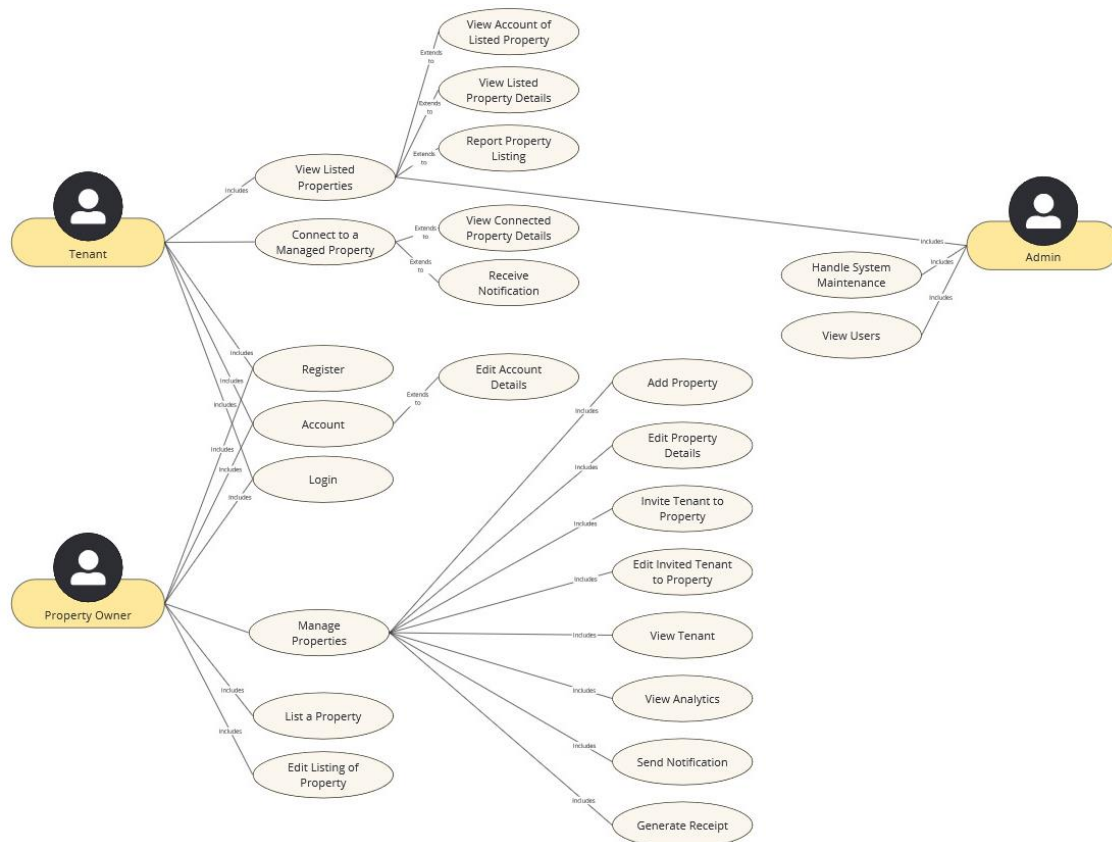 View Account of
Listed Property
Extends
to
View Listed
Property Details
Extends
to
Report Property
Listing
Extends
to
View Listed
Properties
Includes
Tenant
Connect to a
Managed Property
View Connected
Property Details
Extends
to
Receive
Notification
Extends
to
Includes
Admin
Handle System
Maintenance
Includes
View Users
Includes
Register
Includes
Account
Includes
Login
Includes
Edit Account
Details
Extends
to
Includes
Includes
Includes
Property Owner
Manage
Properties
List a Property
Includes
Edit Listing of
Property
Includes
Add Property
Includes
Edit Property
Details
Includes
Invite Tenant to
Property
Includes
Edit Invited Tenant
to Property
Includes
View Tenant
Includes
View Analytics
Includes
Send Notification
Includes
Generate Receipt
Includes